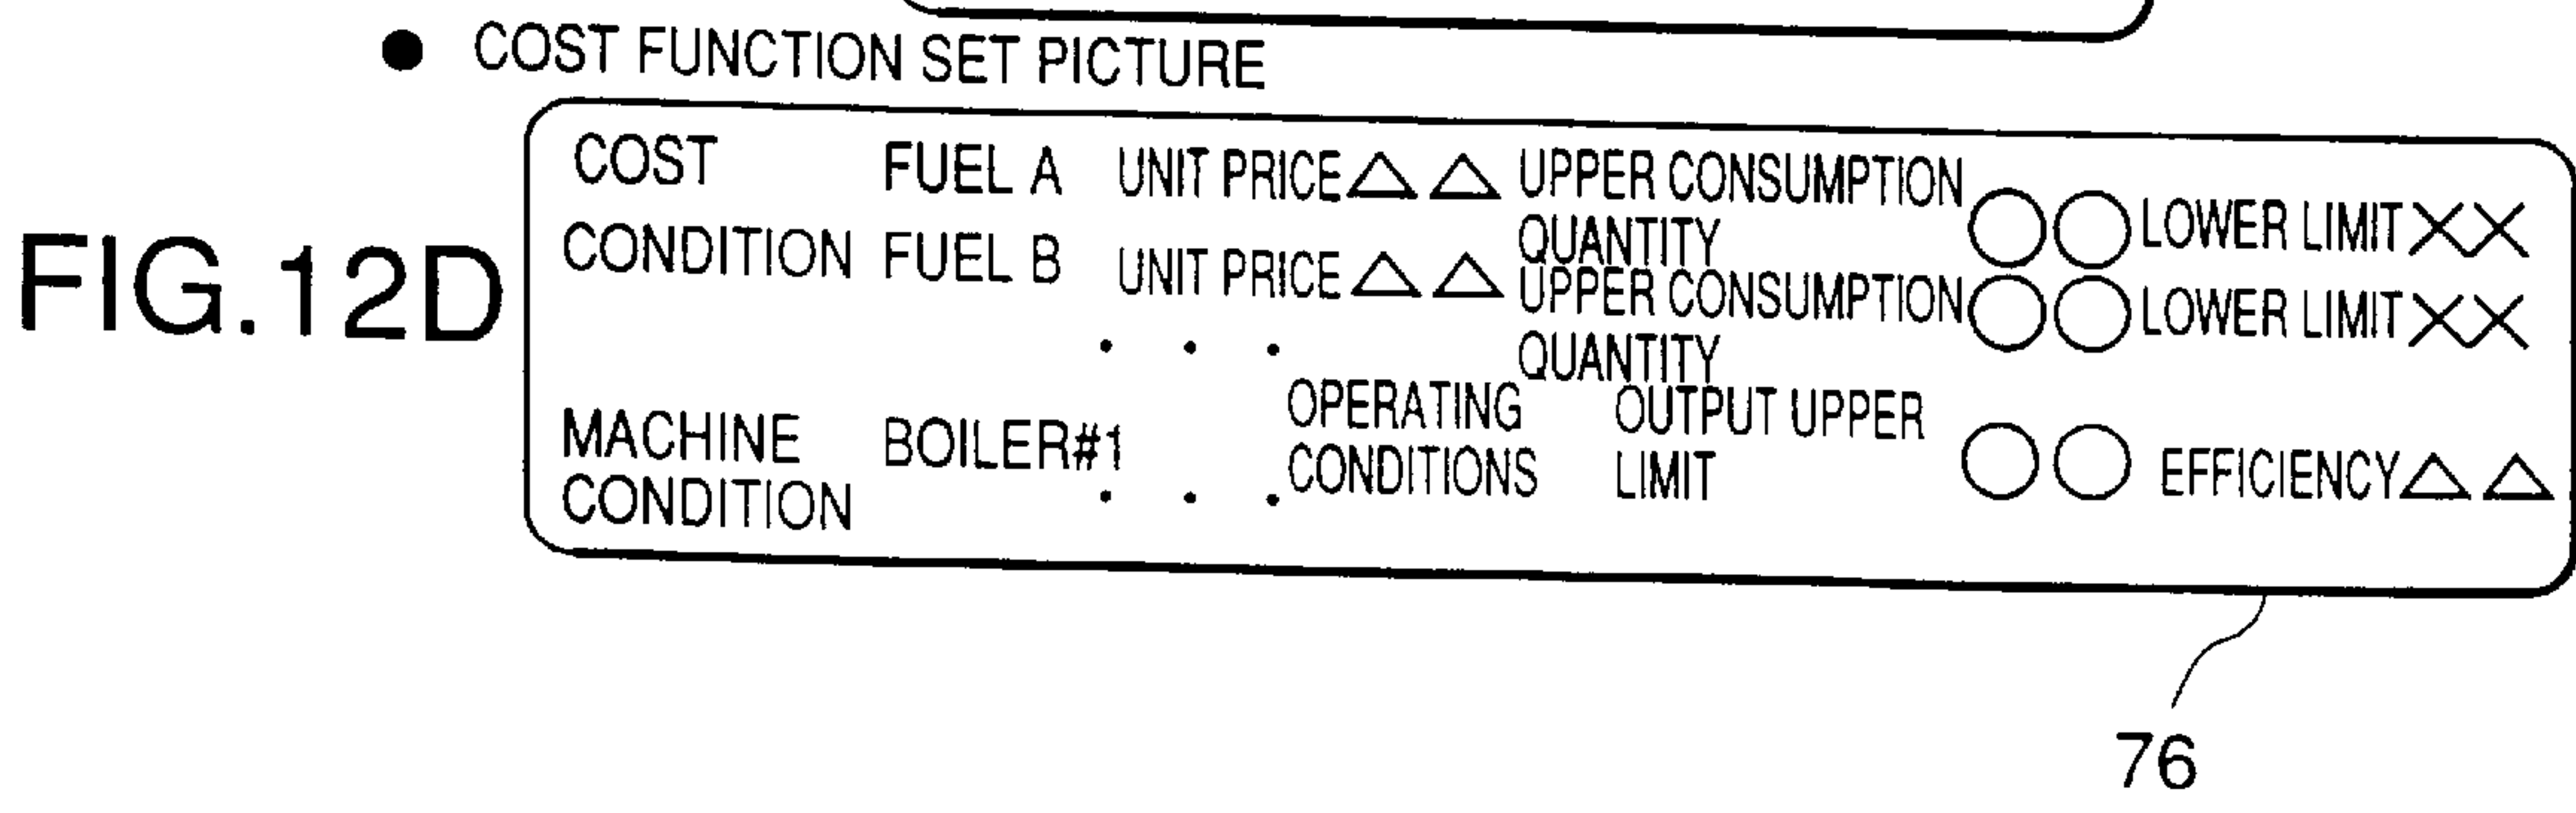 ● COST FUNCTION SET PICTURE
FIG.12D
COST FUEL A UNIT PRICE△△ UPPER CONSUMPTION QUANTITY ○○ LOWER LIMIT××
CONDITION FUEL B UNIT PRICE△△ UPPER CONSUMPTION QUANTITY ○○ LOWER LIMIT××
. . .
MACHINE CONDITION BOILER#1 OPERATING CONDITIONS OUTPUT UPPER LIMIT ○○ EFFICIENCY△△
. . .
76